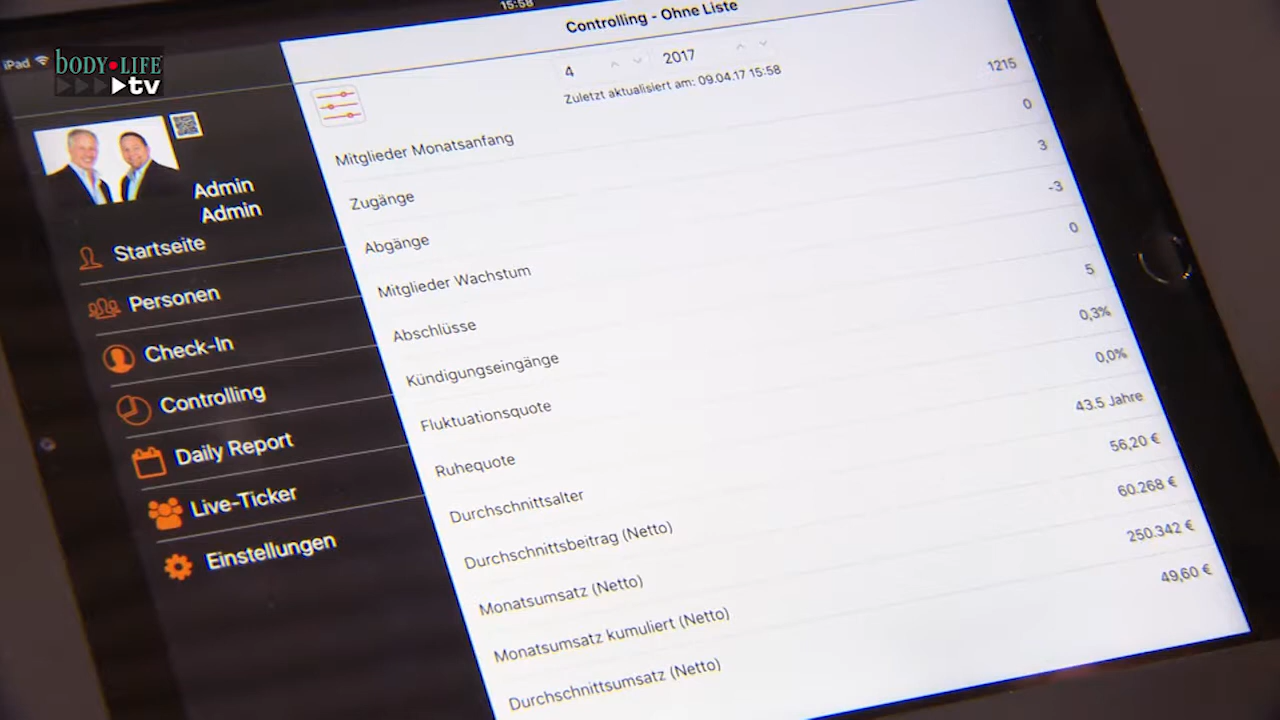 iPad
15:58
BODY LIFE
tv
Admin
Admin
Startseite
Personen
Check-In
Controlling
Daily Report
Live-Ticker
Einstellungen
Controlling - Ohne Liste
4 2017
Zuletzt aktualisiert am: 09.04.17 15:58
Mitglieder Monatsanfang 1215
Zugänge 0
Abgänge 3
Mitglieder Wachstum -3
Abschlüsse 0
Kündigungseingänge 5
Fluktuationsquote 0,3%
Ruhequote 0,0%
Durchschnittsalter 43.5 Jahre
Durchschnittsbeitrag (Netto) 56,20 €
Monatsumsatz (Netto) 60.268 €
Monatsumsatz kumuliert (Netto) 250.342 €
Durchschnittsumsatz (Netto) 49,60 €